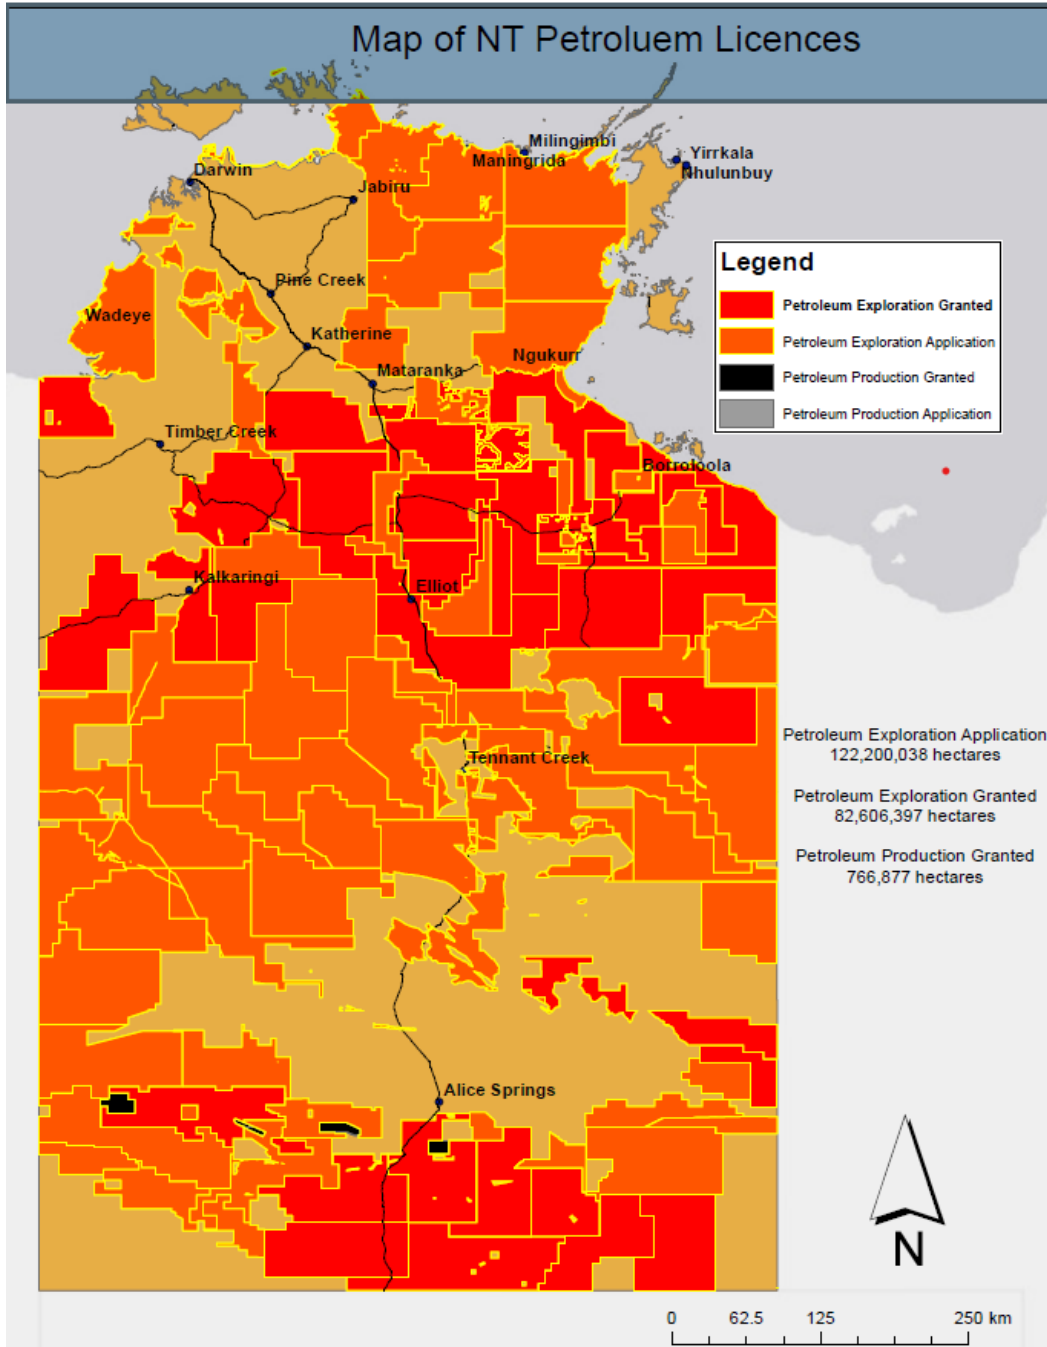 Map of NT Petroluem Licences
Milingimbi
Maningrida
Yirrkala
Nhulunbuy
Darwin
Jabiru
Legend
Pine Creek
Petroleum Exploration Granted
Wadeye
Katherine
Petroleum Exploration Application
Ngukurr
Mataranka
Petroleum Production Granted
Petroleum Production Application
Timber Creek
Borroloola
Kalkaringi
Elliot
Petroleum Exploration Application
122,200,038 hectares
Tennant Creek
Petroleum Exploration Granted
82,606,397 hectares
Petroleum Production Granted
766,877 hectares
Alice Springs
N
0 62.5 125 250 km